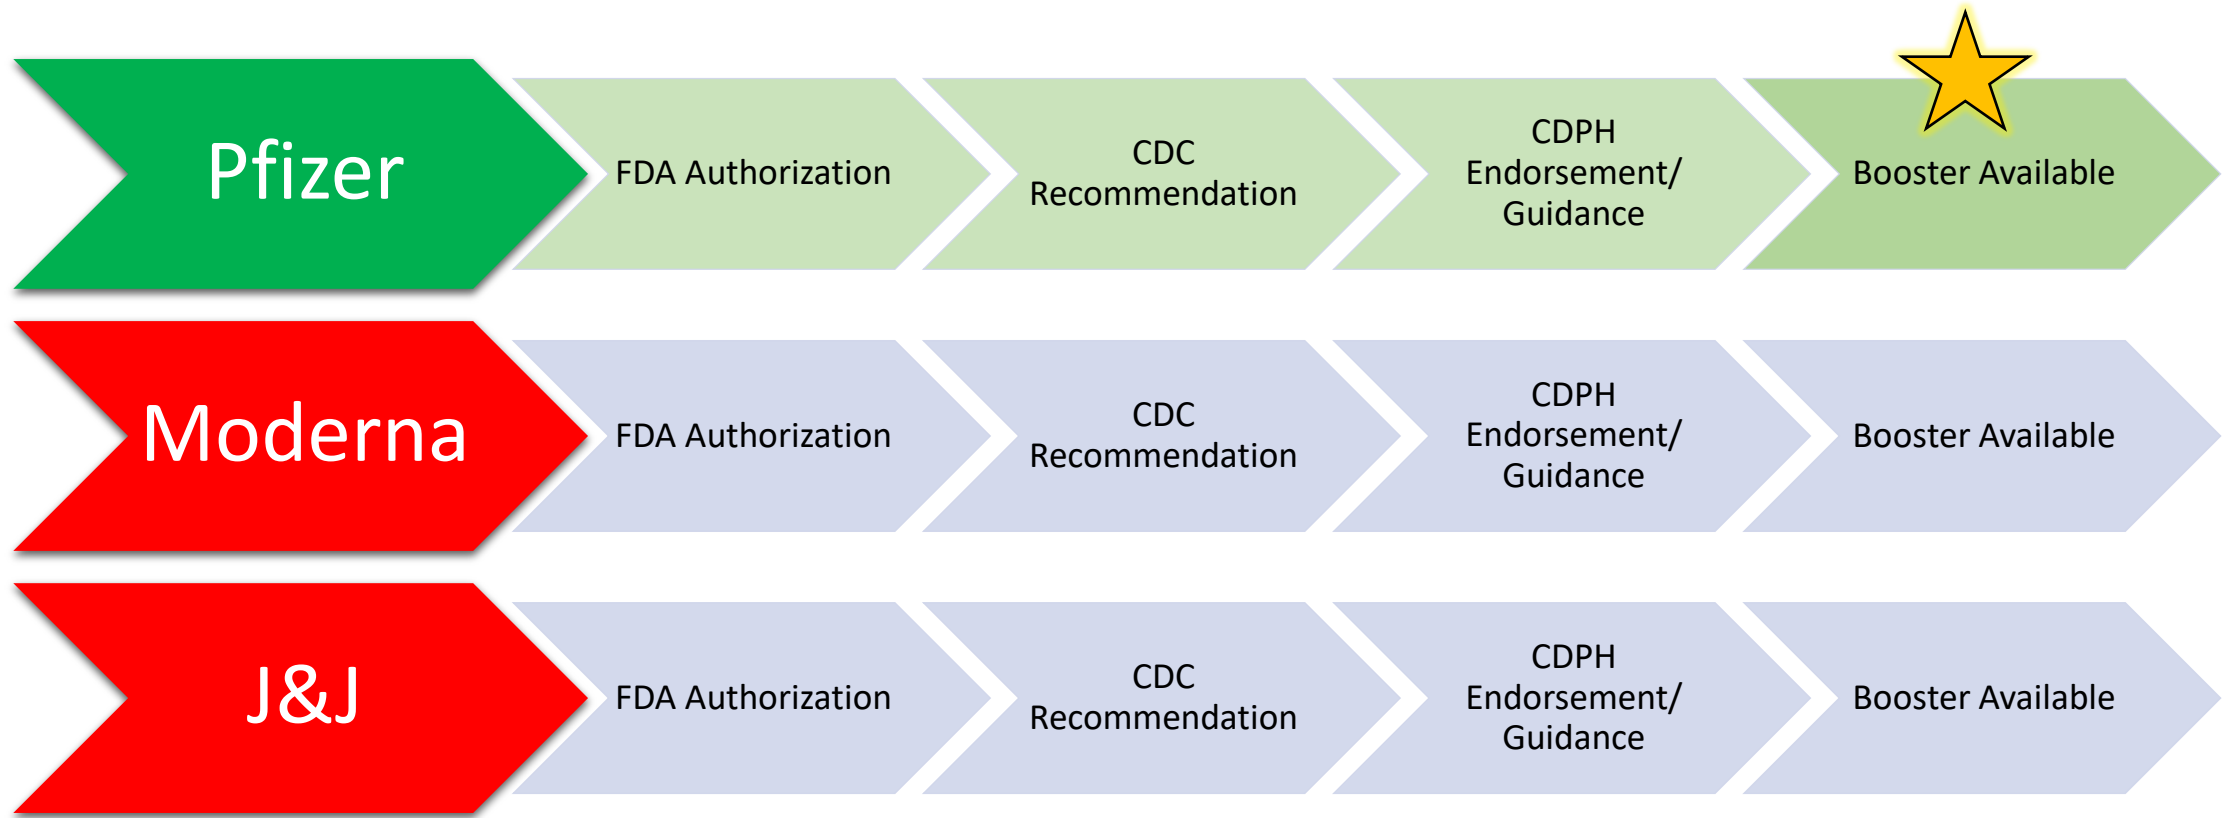 Pfizer
FDA Authorization
CDC
Recommendation
CDPH
Endorsement/
Guidance
Booster Available
Moderna
FDA Authorization
CDC
Recommendation
CDPH
Endorsement/
Guidance
Booster Available
J&J
FDA Authorization
CDC
Recommendation
CDPH
Endorsement/
Guidance
Booster Available